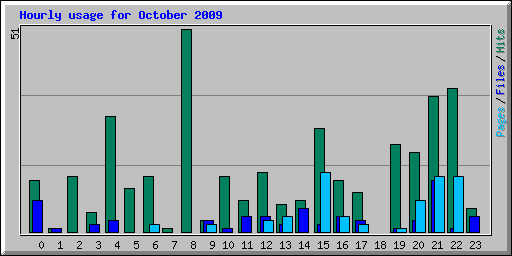 Hourly usage for October 2009
51
Pages/Files/Hits
0 1 2 3 4 5 6 7 8 9 10 11 12 13 14 15 16 17 18 19 20 21 22 23